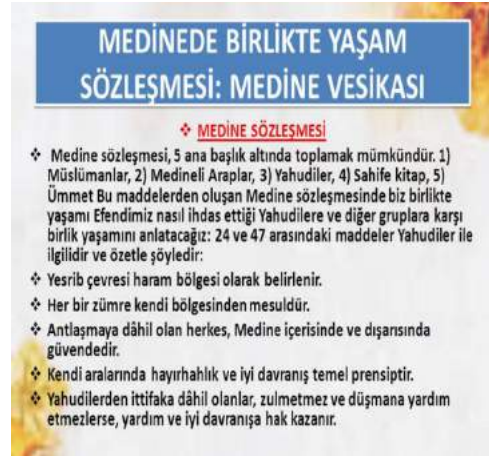 MEDİNEDE BİRLİKTE YAŞAM
SÖZLEŞMESİ: MEDİNE VESİKASI
❖ MEDİNE SÖZLEŞMESİ
❖ Medine sözleşmesi, 5 ana başlık altında toplamak mümkündür. 1)
Müslümanlar, 2) Medineli Araplar, 3) Yahudiler, 4) Sahife kitap, 5)
Ümmet Bu maddelerden oluşan Medine sözleşmesinde biz birlikte
yaşamı Efendimiz nasıl ihdas ettiği Yahudilere ve diğer gruplara karşı
birlik yaşamını anlatacağız: 24 ve 47 arasındaki maddeler Yahudiler ile
ilgilidir ve özetle şöyledir:
❖ Yesrib çevresi haram bölgesi olarak belirlenir.
❖ Her bir zümre kendi bölgesinden mesuldür.
❖ Antlaşmaya dâhil olan herkes, Medine içerisinde ve dışarısında
güvendedir.
❖ Kendi aralarında hayırhahlık ve iyi davranış temel prensiptir.
❖ Yahudilerden ittifaka dâhil olanlar, zulmetmez ve düşmana yardım
etmezlerse, yardım ve iyi davranışa hak kazanır.